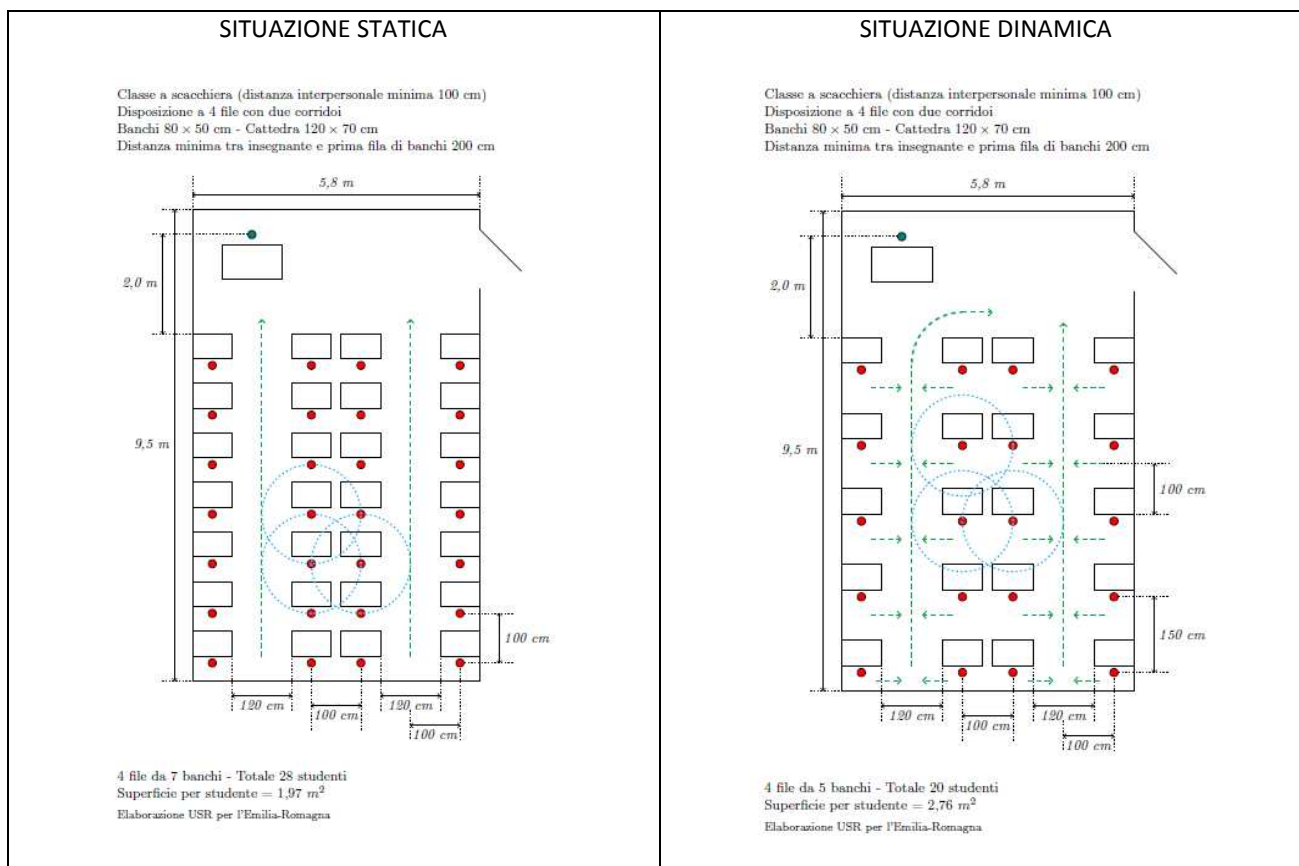 SITUAZIONE STATICA
Classe a scacchiera (distanza interpersonale minima 100 cm)
Disposizione a 4 file con due corridoi
Banchi 80 × 50 cm - Cattedra 120 × 70 cm
Distanza minima tra insegnante e prima fila di banchi 200 cm
5,8 m
2,0 m
9,5 m
100 cm
120 cm
100 cm
120 cm
100 cm
4 file da 7 banchi - Totale 28 studenti
Superficie per studente = 1,97 m²
Elaborazione USR per l'Emilia-Romagna
SITUAZIONE DINAMICA
Classe a scacchiera (distanza interpersonale minima 100 cm)
Disposizione a 4 file con due corridoi
Banchi 80 × 50 cm - Cattedra 120 × 70 cm
Distanza minima tra insegnante e prima fila di banchi 200 cm
5,8 m
2,0 m
9,5 m
100 cm
150 cm
120 cm
100 cm
120 cm
100 cm
4 file da 5 banchi - Totale 20 studenti
Superficie per studente = 2,76 m²
Elaborazione USR per l'Emilia-Romagna